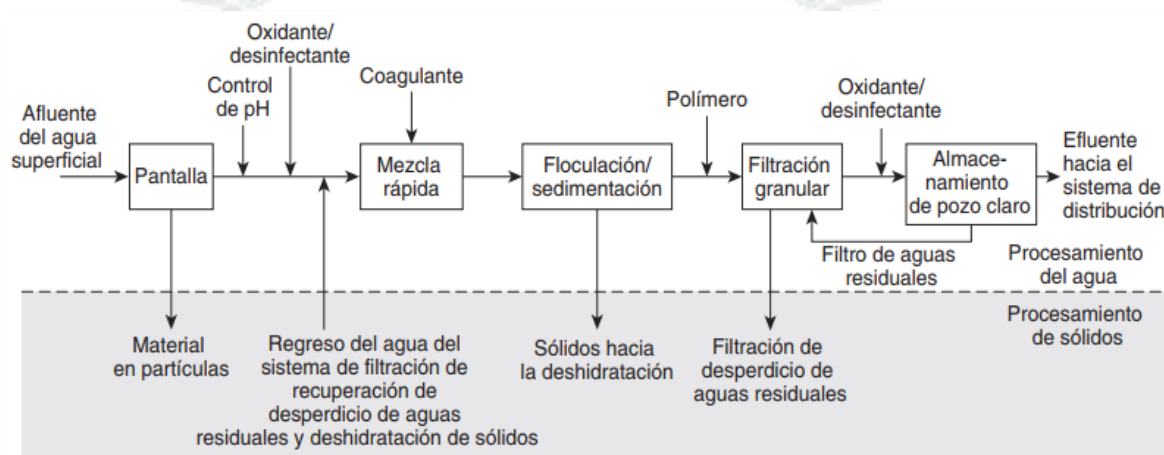 Oxidante/
desinfectante
Control
de pH
Coagulante
Afluente
del agua
superficial
Pantalla
Mezcla
rápida
Floculación/
sedimentación
Polímero
Filtración
granular
Oxidante/
desinfectante
Almace-
namiento
de pozo claro
Efluente
hacia el
sistema de
distribución
Filtro de aguas
residuales
Procesamiento
del agua
Procesamiento
de sólidos
Material
en partículas
Regreso del agua del
sistema de filtración de
recuperación de
desperdicio de aguas
residuales y deshidratación de sólidos
Sólidos hacia
la deshidratación
Filtración de
desperdicio de
aguas residuales